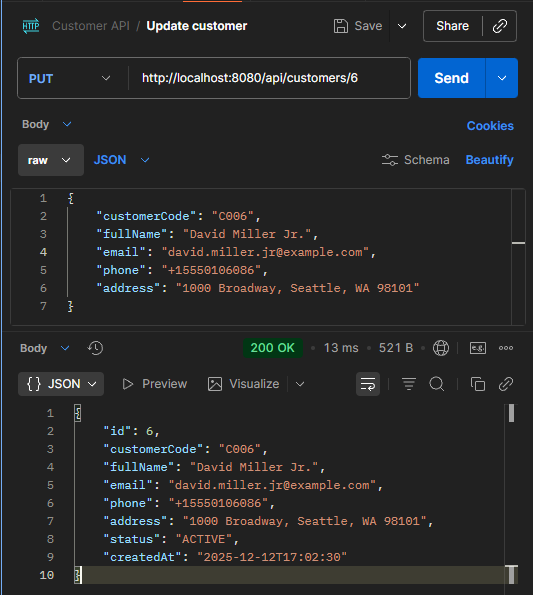 HTTP Customer API / Update customer Save Share
PUT http://localhost:8080/api/customers/6 Send
Body Cookies
raw JSON Schema Beautify
1 {
2 "customerCode": "C006",
3 "fullName": "David Miller Jr.",
4 "email": "david.miller.jr@example.com",
5 "phone": "+15550106086",
6 "address": "1000 Broadway, Seattle, WA 98101"
7 }
Body 200 OK • 13 ms • 521 B e.g.
{} JSON Preview Visualize
1 {
2 "id": 6,
3 "customerCode": "C006",
4 "fullName": "David Miller Jr.",
5 "email": "david.miller.jr@example.com",
6 "phone": "+15550106086",
7 "address": "1000 Broadway, Seattle, WA 98101",
8 "status": "ACTIVE",
9 "createdAt": "2025-12-12T17:02:30"
10 }